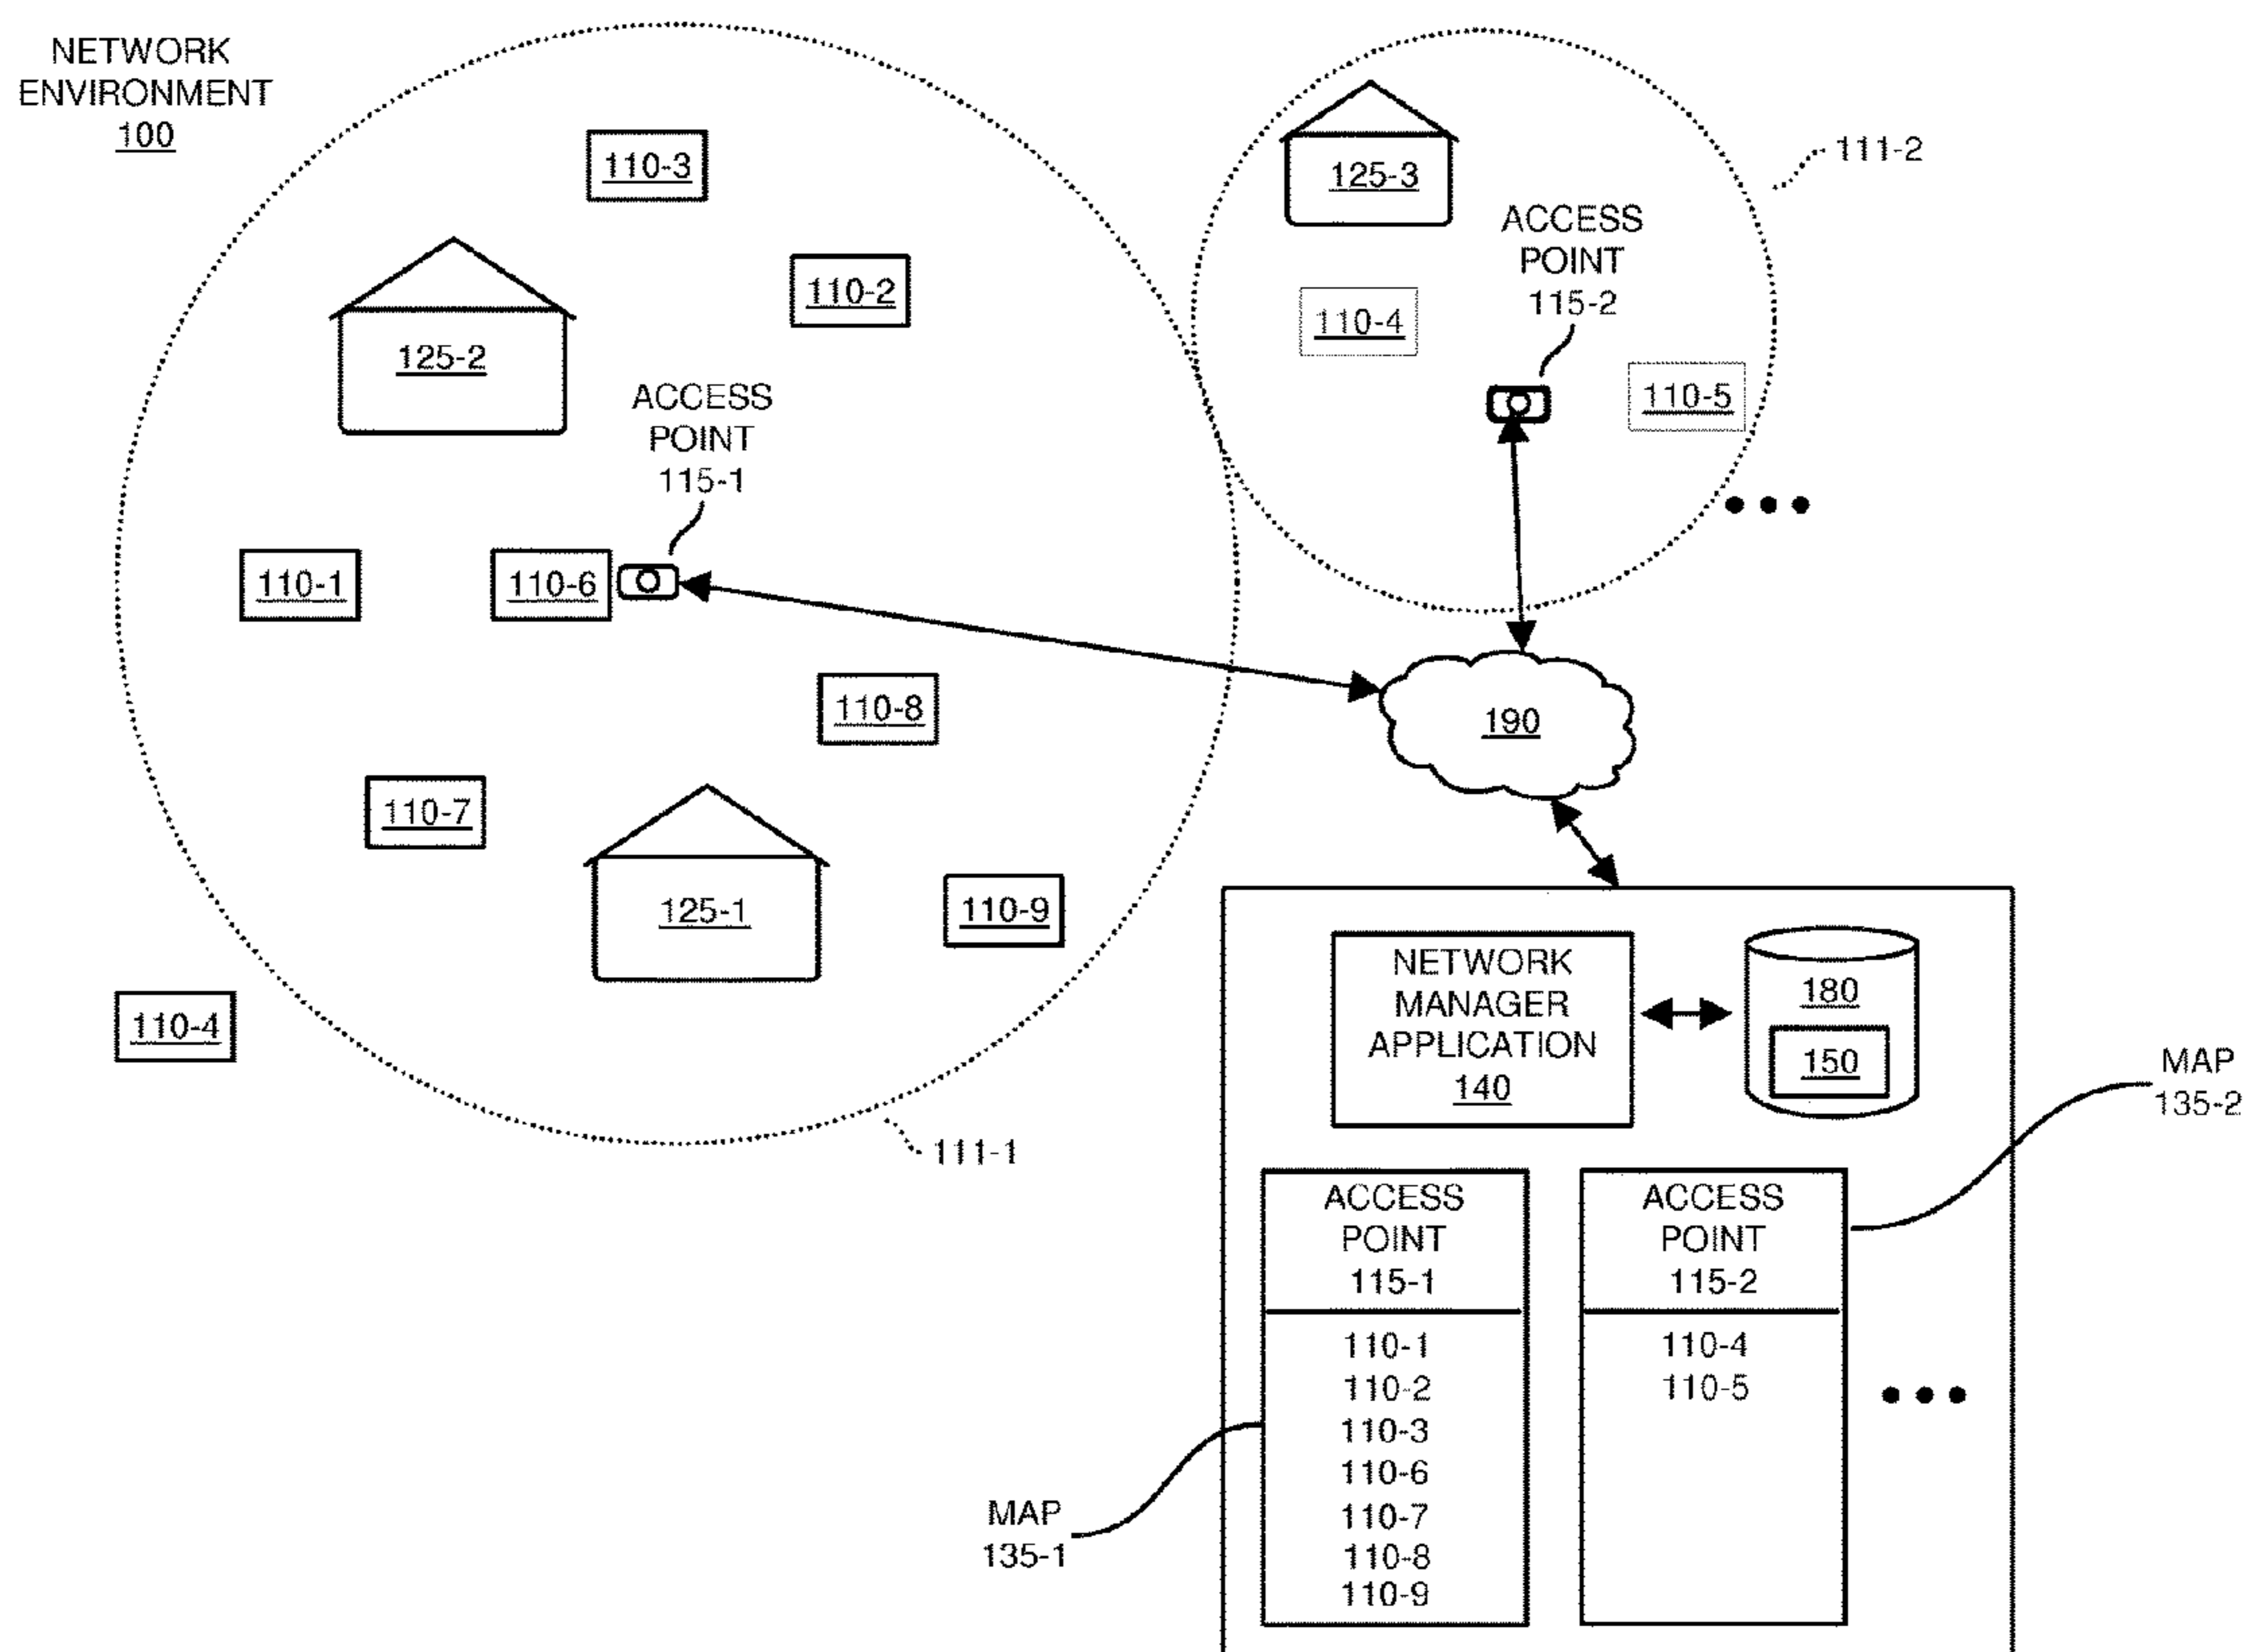 NETWORK
ENVIRONMENT
100
110-3
110-2
125-2
ACCESS
POINT
115-1
110-1
110-6
110-8
110-7
125-1
110-9
110-4
111-1
125-3
111-2
ACCESS
POINT
115-2
110-4
110-5
190
NETWORK
MANAGER
APPLICATION
140
180
150
MAP
135-2
ACCESS
POINT
115-1
110-1
110-2
110-3
110-6
110-7
110-8
110-9
ACCESS
POINT
115-2
110-4
110-5
MAP
135-1